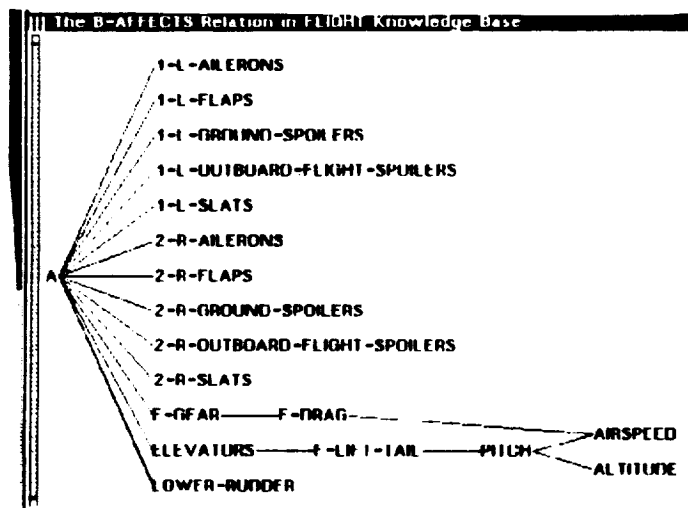 The B-AFFECTS Relation in FLIGHT Knowledge Base
1-L-AILERONS
1-L-FLAPS
1-L-GROUND-SPOILERS
1-L-OUTBOARD-FLIGHT-SPOILERS
1-L-SLATS
2-R-AILERONS
A
2-R-FLAPS
2-R-GROUND-SPOILERS
2-R-OUTBOARD-FLIGHT-SPOILERS
2-R-SLATS
F-GEAR F-DRAG
AIRSPEED
ELEVATORS F-LIFT-TAIL PITCH
ALTITUDE
LOWER-RUDDER